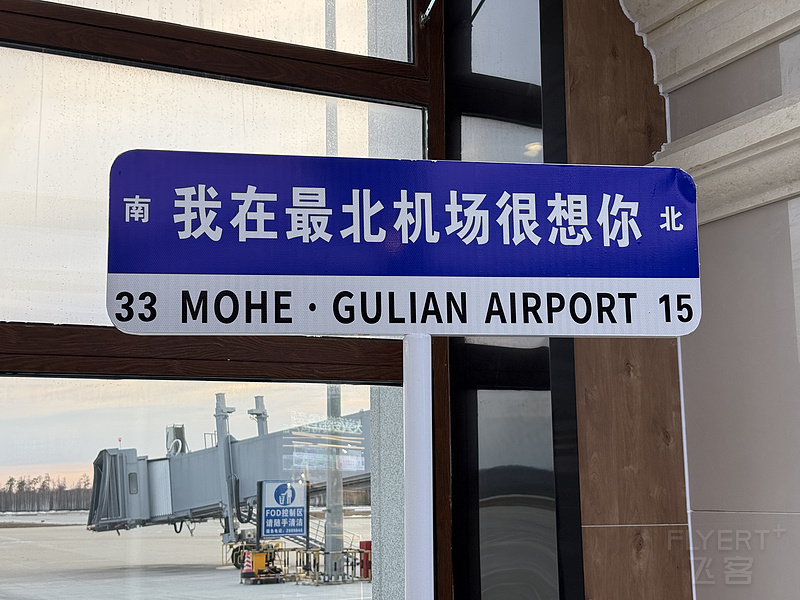 南 我在最北机场很想你 北
33 MOHE · GULIAN AIRPORT 15
FOD控制区
请随手清洁
FLYERT+
飞客